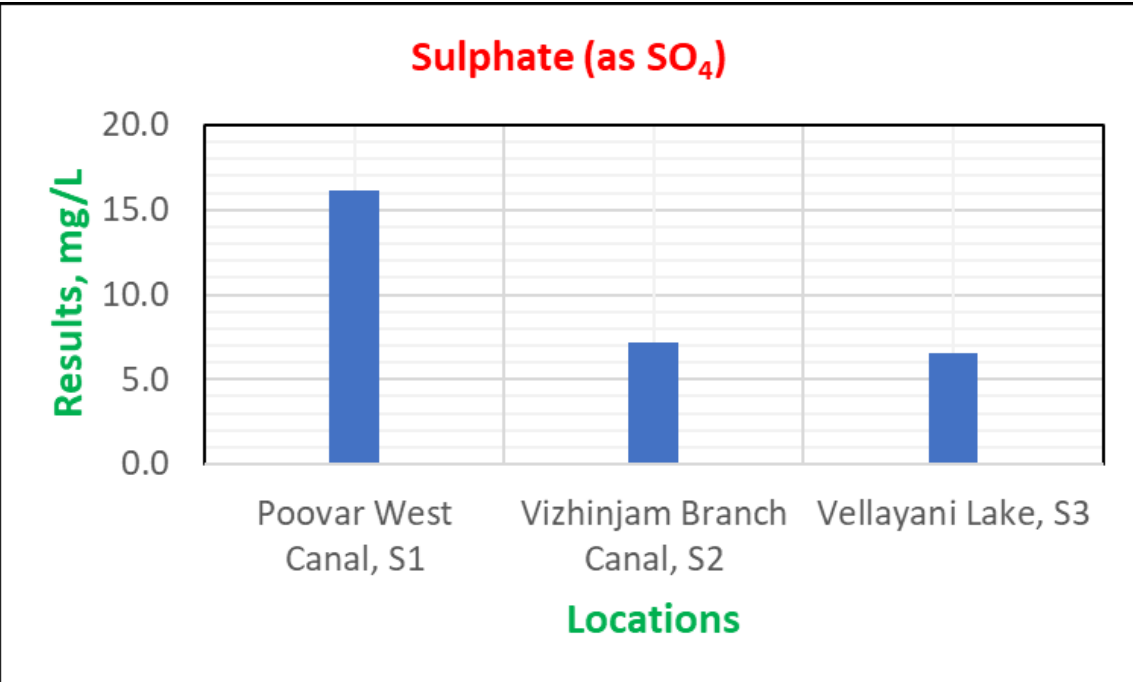 Sulphate (as SO₄)
Results, mg/L
20.0
15.0
10.0
5.0
0.0
Poovar West
Canal, S1
Vizhinjam Branch
Canal, S2
Vellayani Lake, S3
Locations